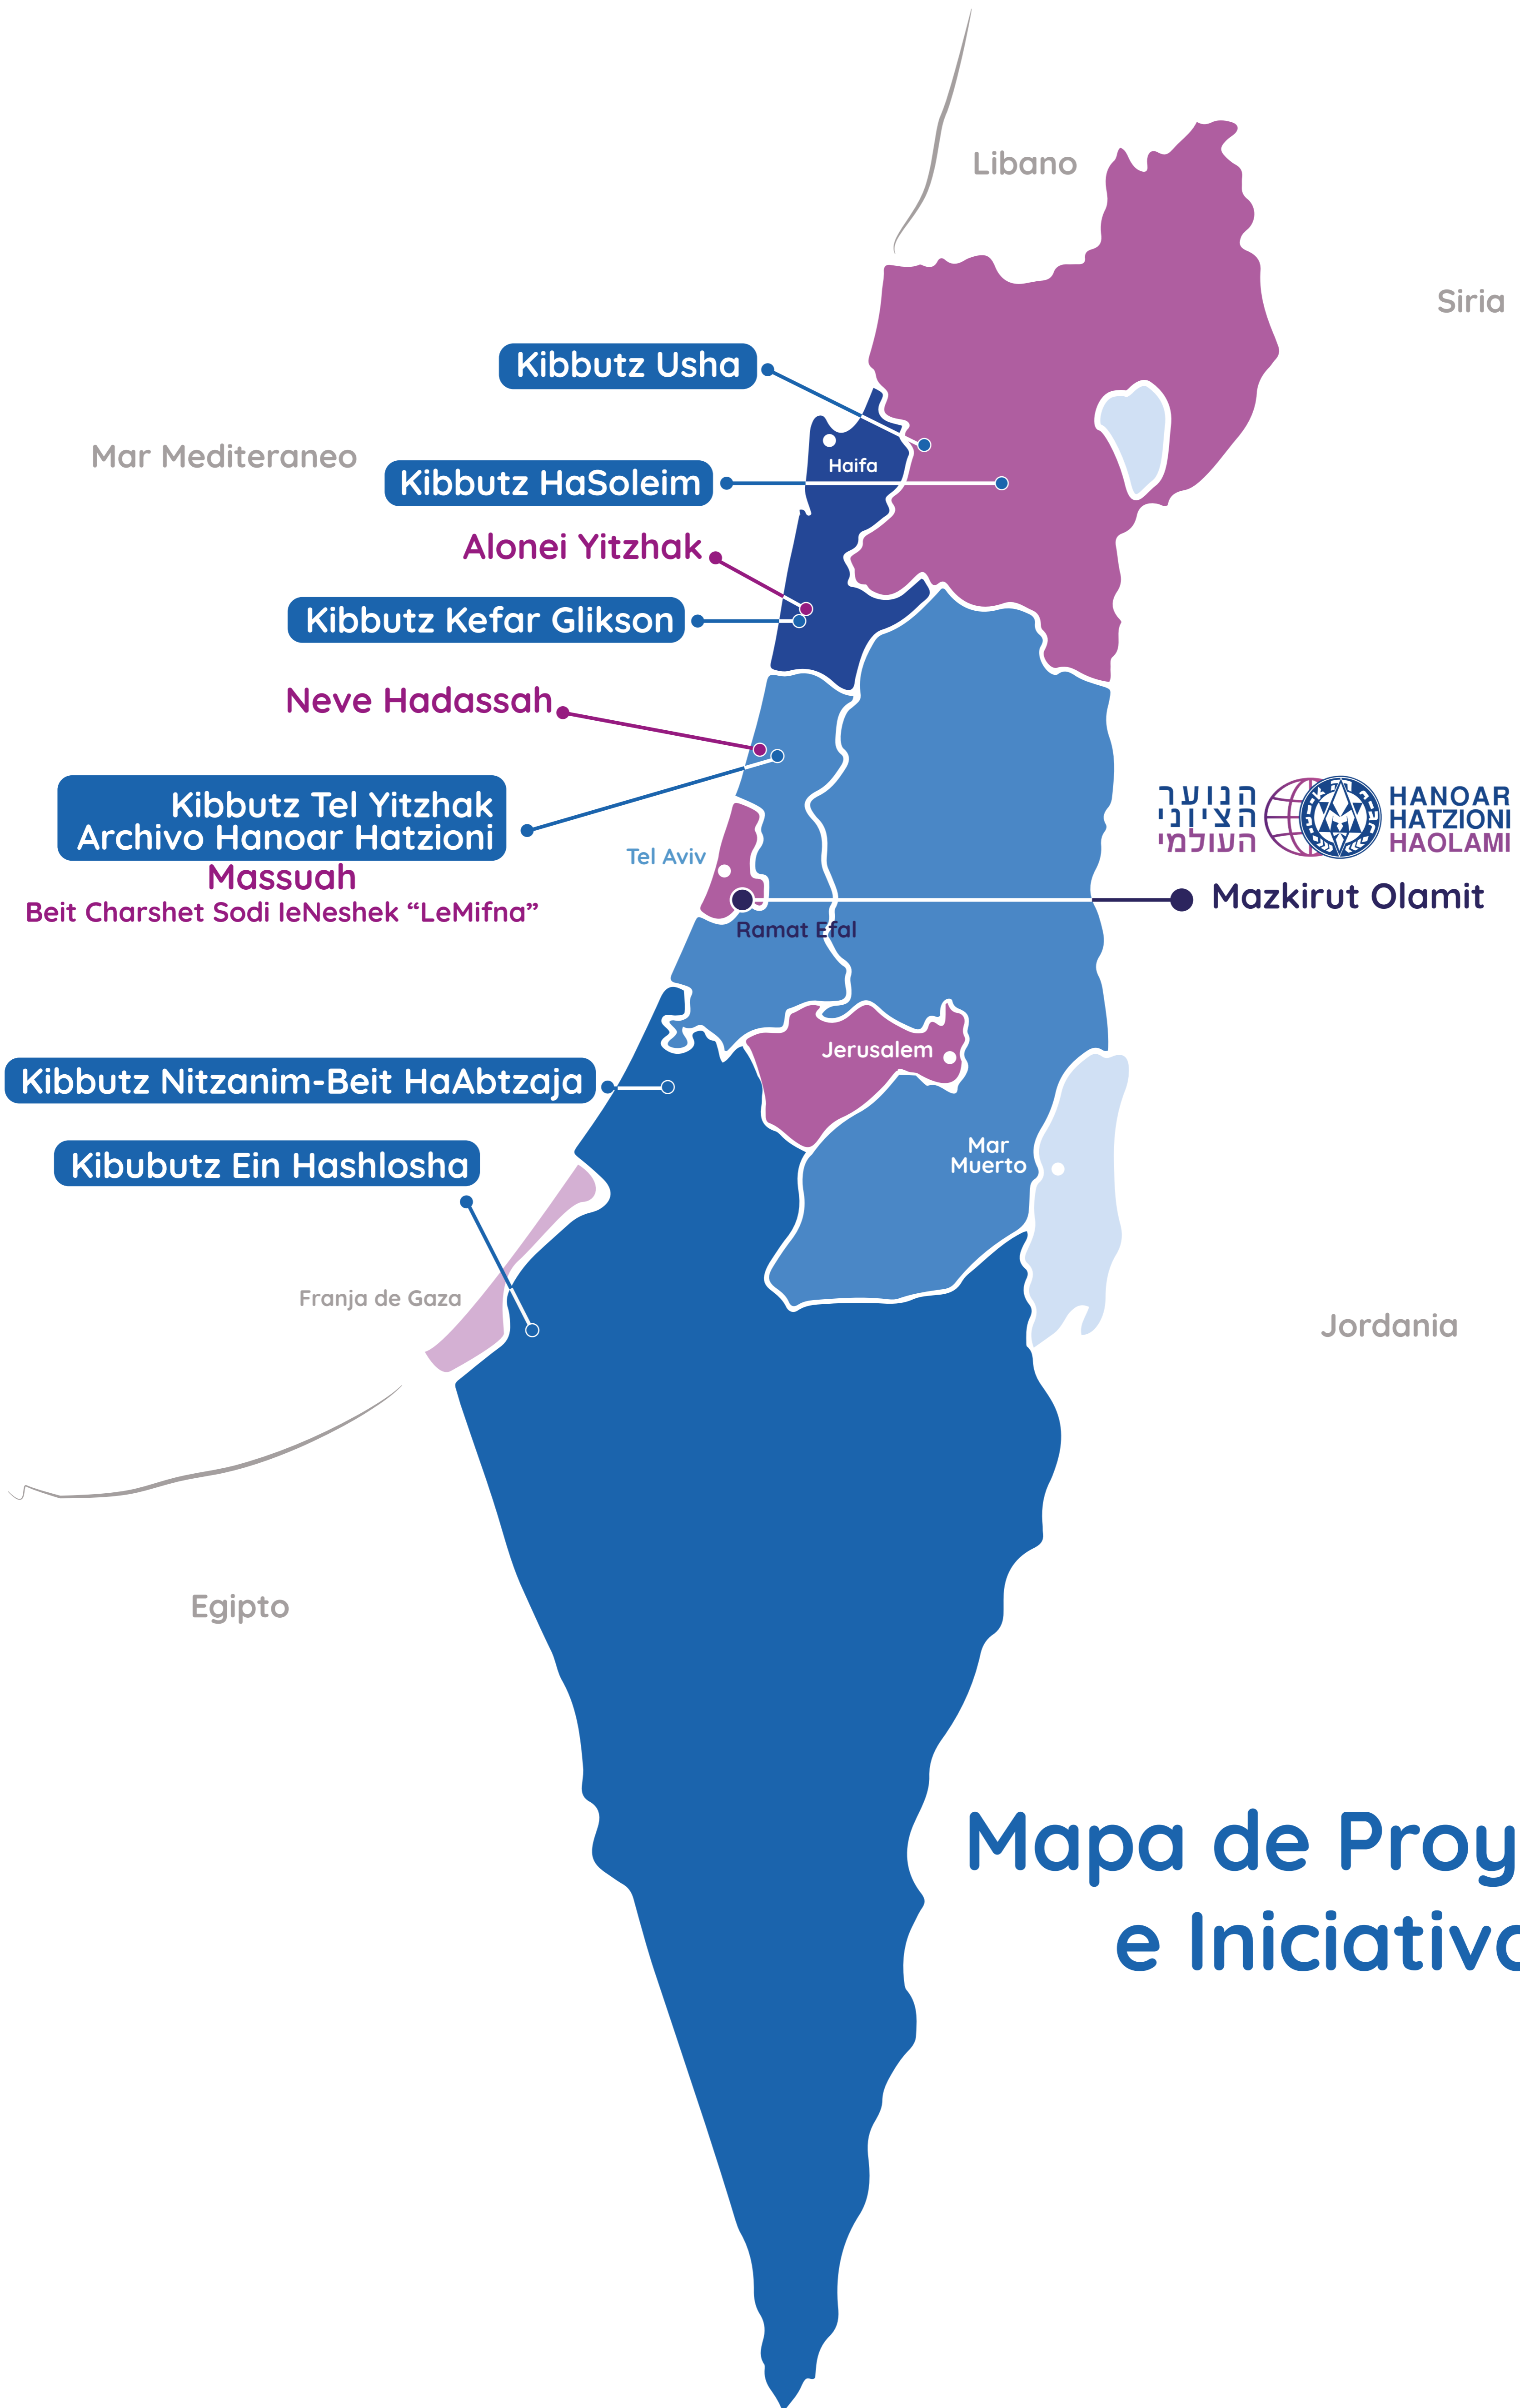 Libano
Siria
Kibbutz Usha
Mar Mediteraneo
Haifa
Kibbutz HaSoleim
Alonei Yitzhak
Kibbutz Kefar Glikson
Neve Hadassah
Kibbutz Tel Yitzhak
Archivo Hanoar Hatzioni
Massuah
Beit Charshet Sodi leNeshek “LeMifna”
Tel Aviv
הנוער
הציוני
העולמי
HANOAR
HATZIONI
HAOLAMI
Mazkirut Olamit
Ramat Efal
Jerusalem
Kibbutz Nitzanim-Beit HaAbtzaja
Mar
Muerto
Kibubutz Ein Hashlosha
Franja de Gaza
Jordania
Egipto
Mapa de Proy
e Iniciativa